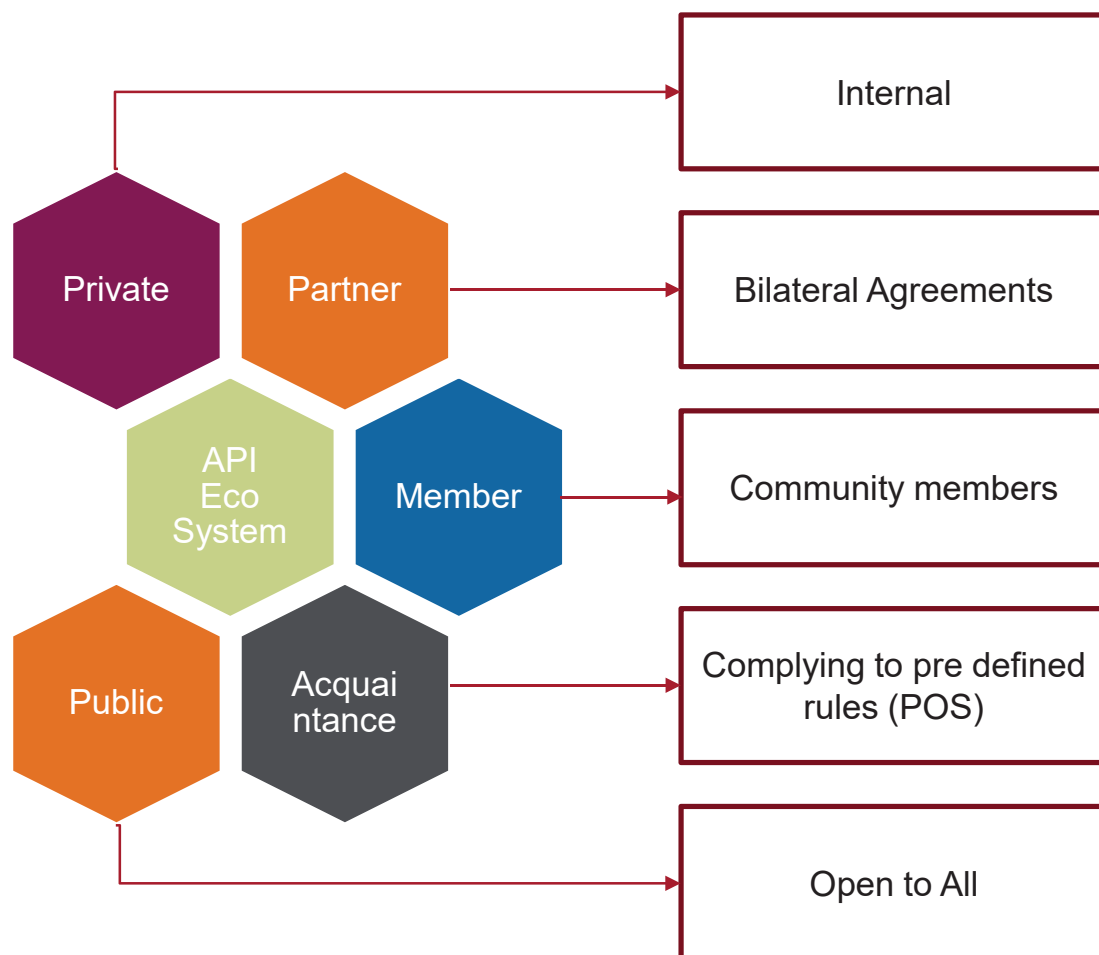 Internal
Private
Partner
Bilateral Agreements
API
Eco
System
Member
Community members
Public
Acquai
ntance
Complying to pre defined
rules (POS)
Open to All